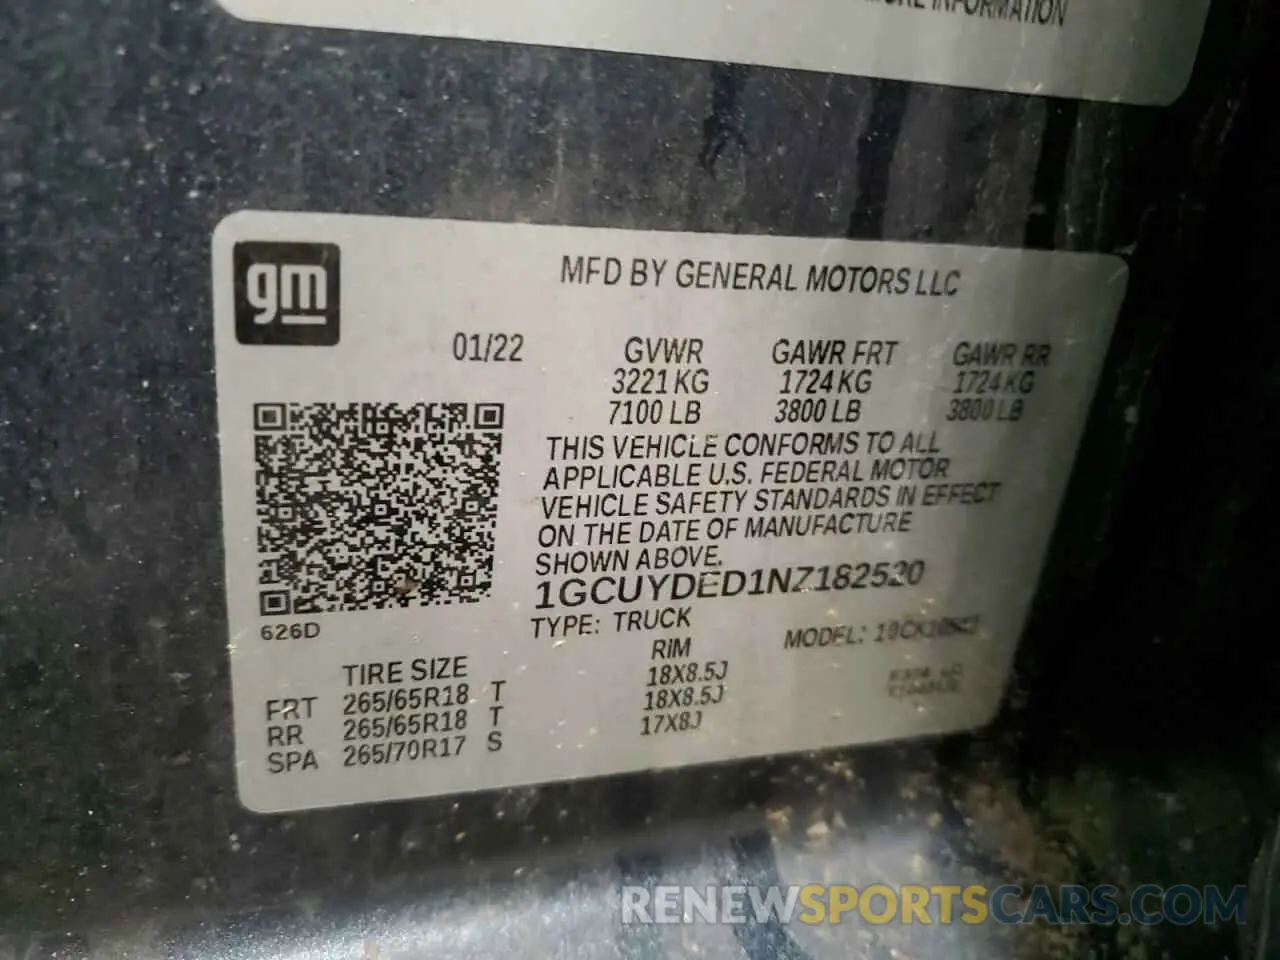 MORE INFORMATION
gm
MFD BY GENERAL MOTORS LLC
01/22
GVWR GAWR FRT GAWR RR
3221 KG 1724 KG 1724 KG
7100 LB 3800 LB 3800 LB
THIS VEHICLE CONFORMS TO ALL
APPLICABLE U.S. FEDERAL MOTOR
VEHICLE SAFETY STANDARDS IN EFFECT
ON THE DATE OF MANUFACTURE
SHOWN ABOVE.
1GCUYDED1NZ182520
TYPE: TRUCK
MODEL:
626D
TIRE SIZE RIM
FRT 265/65R18 T 18X8.5J
RR 265/65R18 T 18X8.5J
SPA 265/70R17 S 17X8J
RENEWSPORTSCARS.COM